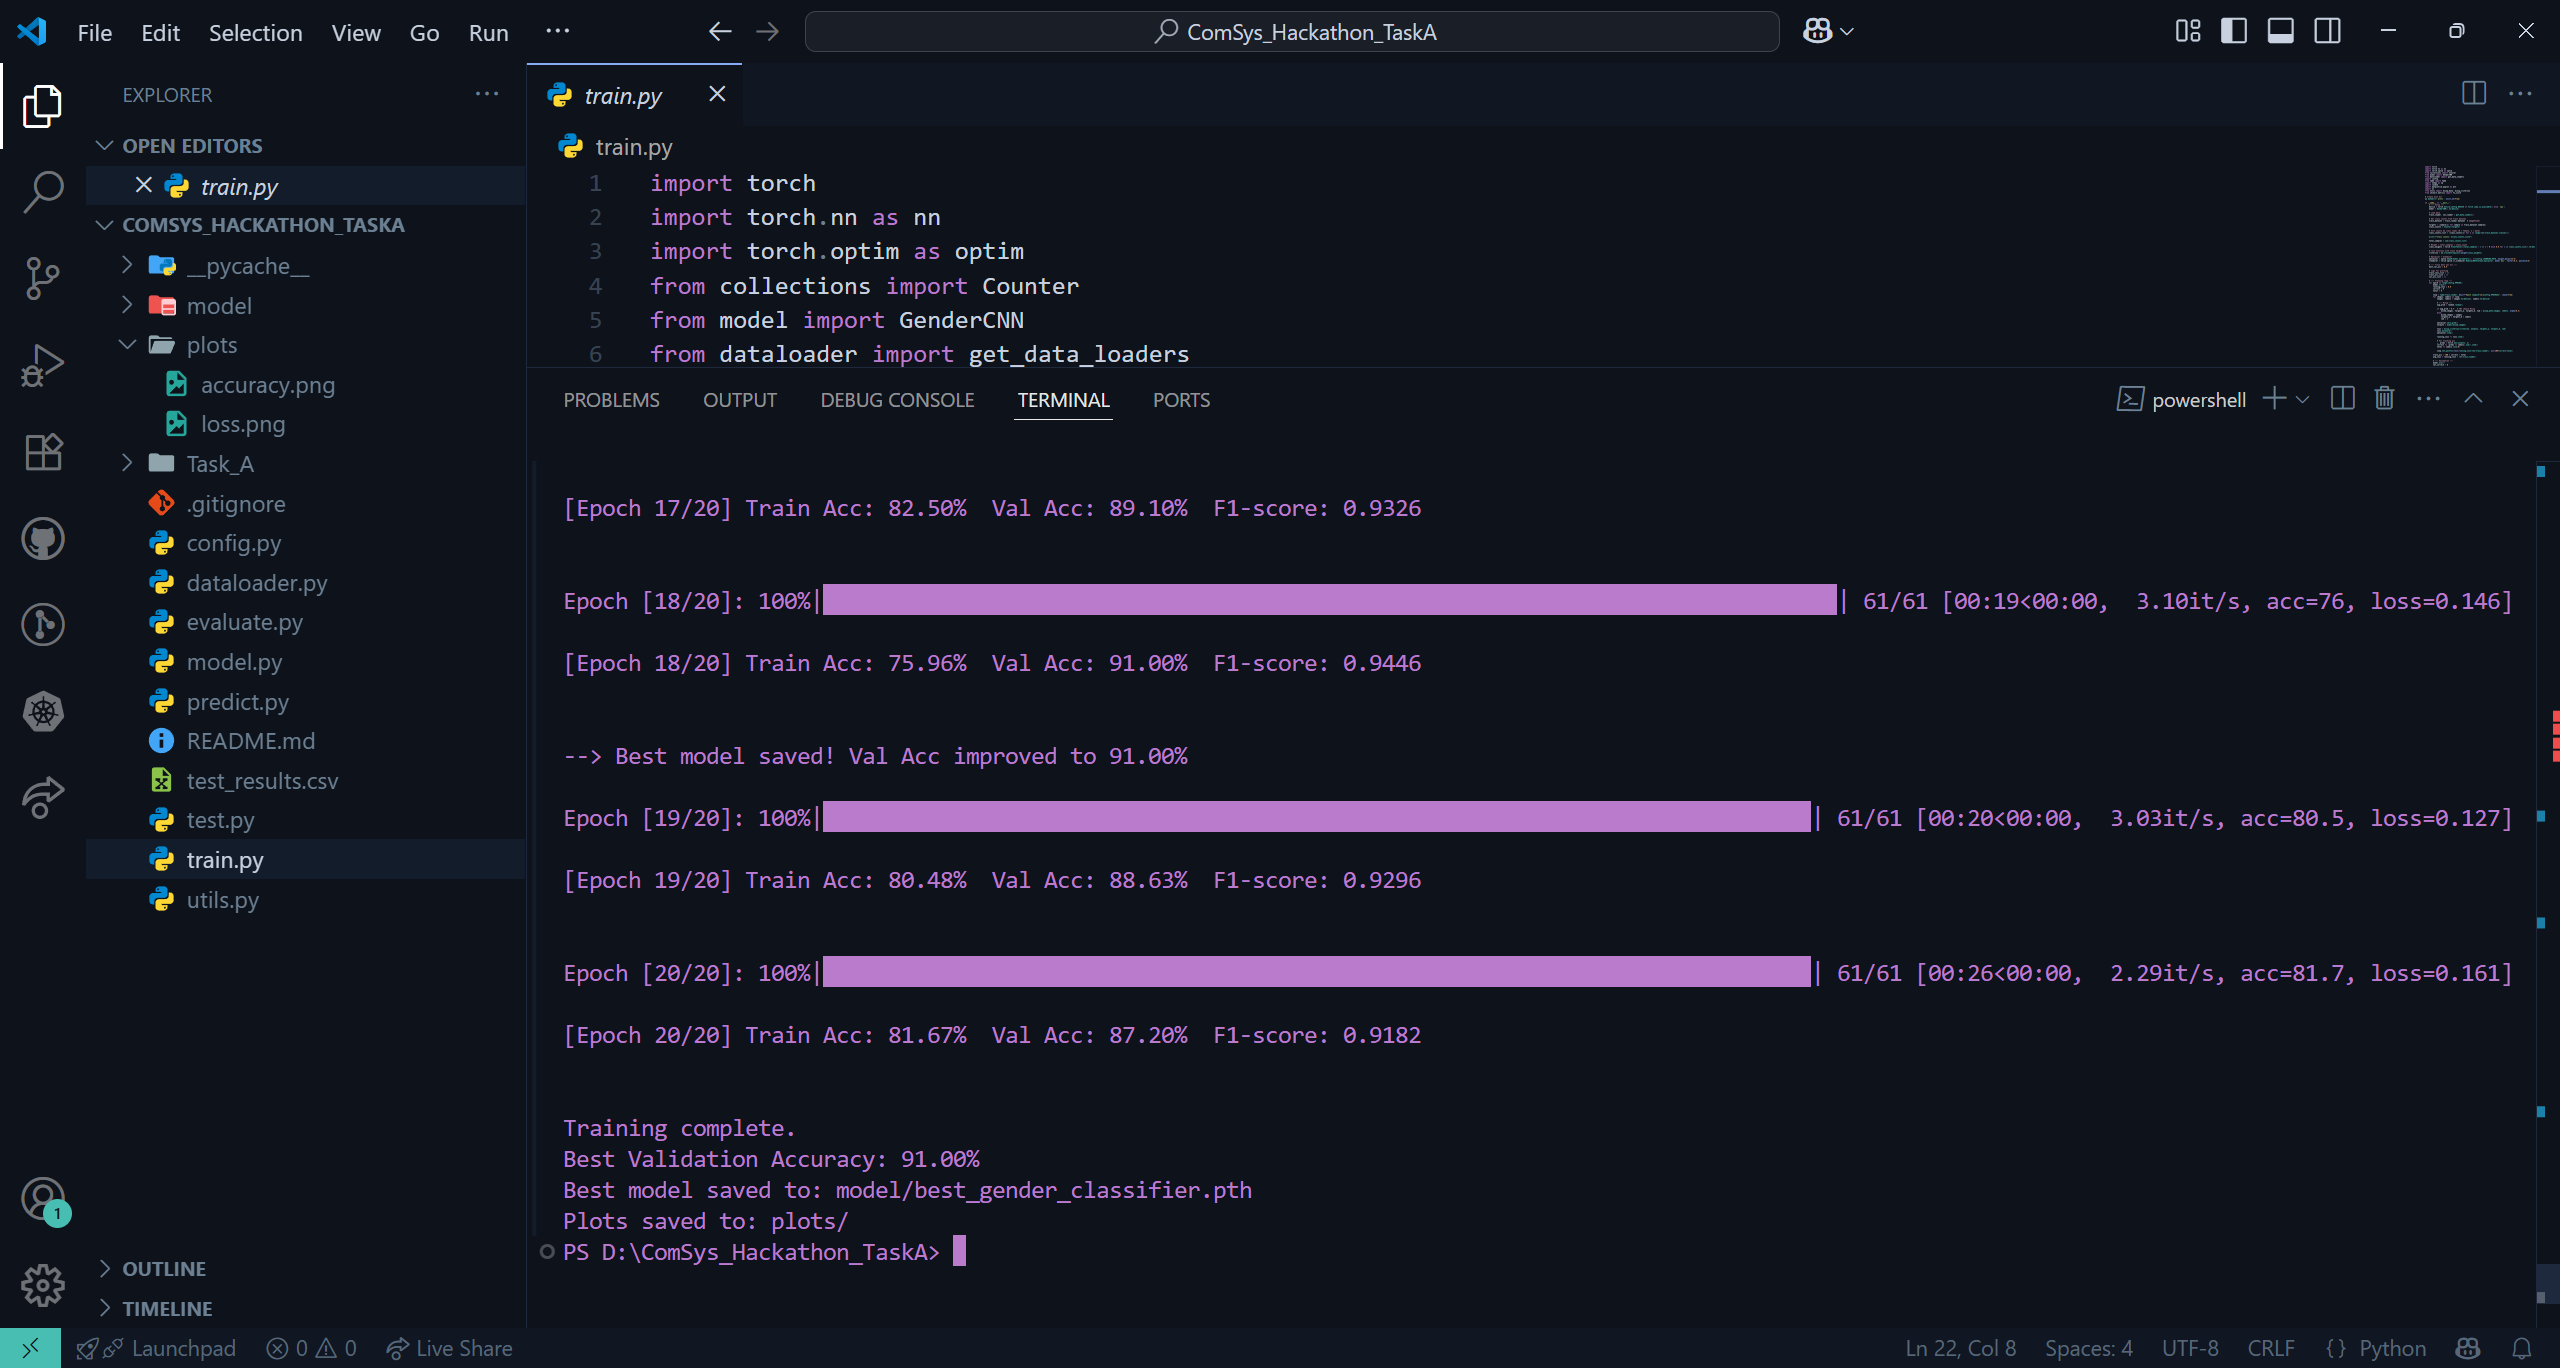 File Edit Selection View Go Run ···
ComSys_Hackathon_TaskA
EXPLORER
OPEN EDITORS
train.py
COMSYS_HACKATHON_TASKA
__pycache__
model
plots
accuracy.png
loss.png
Task_A
.gitignore
config.py
dataloader.py
evaluate.py
model.py
predict.py
README.md
test_results.csv
test.py
train.py
utils.py
OUTLINE
TIMELINE
1
train.py
train.py
1 import torch
2 import torch.nn as nn
3 import torch.optim as optim
4 from collections import Counter
5 from model import GenderCNN
6 from dataloader import get_data_loaders
PROBLEMS OUTPUT DEBUG CONSOLE TERMINAL PORTS
powershell
[Epoch 17/20] Train Acc: 82.50%  Val Acc: 89.10%  F1-score: 0.9326
Epoch [18/20]: 100%| | 61/61 [00:19<00:00,  3.10it/s, acc=76, loss=0.146]
[Epoch 18/20] Train Acc: 75.96%  Val Acc: 91.00%  F1-score: 0.9446
--> Best model saved! Val Acc improved to 91.00%
Epoch [19/20]: 100%| | 61/61 [00:20<00:00,  3.03it/s, acc=80.5, loss=0.127]
[Epoch 19/20] Train Acc: 80.48%  Val Acc: 88.63%  F1-score: 0.9296
Epoch [20/20]: 100%| | 61/61 [00:26<00:00,  2.29it/s, acc=81.7, loss=0.161]
[Epoch 20/20] Train Acc: 81.67%  Val Acc: 87.20%  F1-score: 0.9182
Training complete.
Best Validation Accuracy: 91.00%
Best model saved to: model/best_gender_classifier.pth
Plots saved to: plots/
PS D:\ComSys_Hackathon_TaskA>
Launchpad 0 0 Live Share
Ln 22, Col 8 Spaces: 4 UTF-8 CRLF {} Python